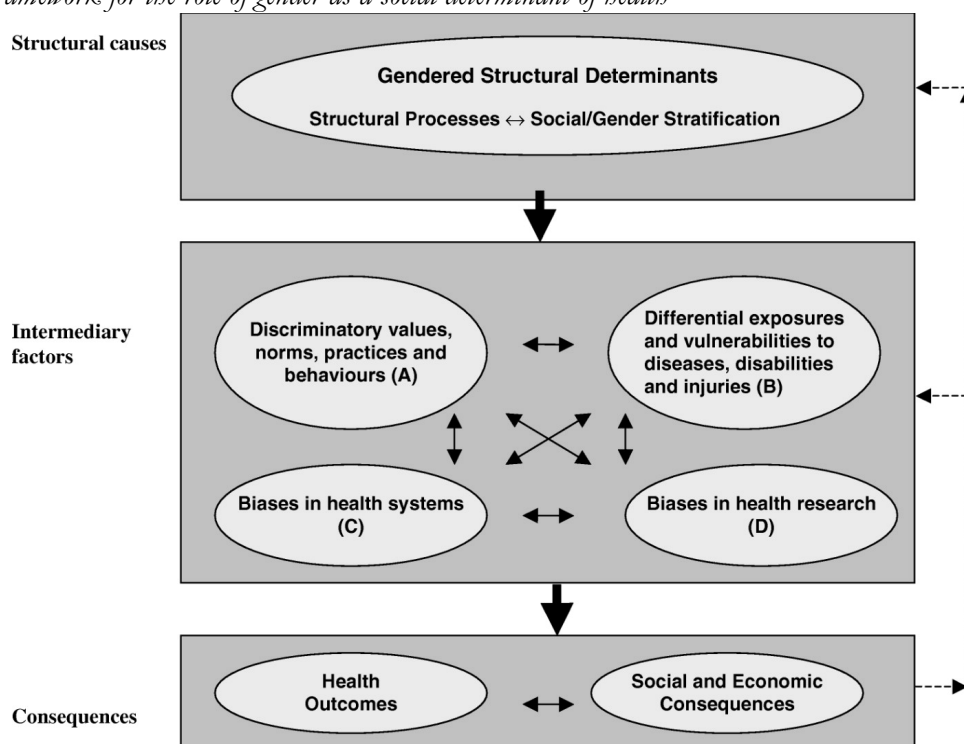 framework for the role of gender as a social determinant of health
Structural causes
Gendered Structural Determinants
Structural Processes ↔ Social/Gender Stratification
Intermediary
factors
Discriminatory values,
norms, practices and
behaviours (A)
Differential exposures
and vulnerabilities to
diseases, disabilities
and injuries (B)
Biases in health systems
(C)
Biases in health research
(D)
Consequences
Health
Outcomes
Social and Economic
Consequences